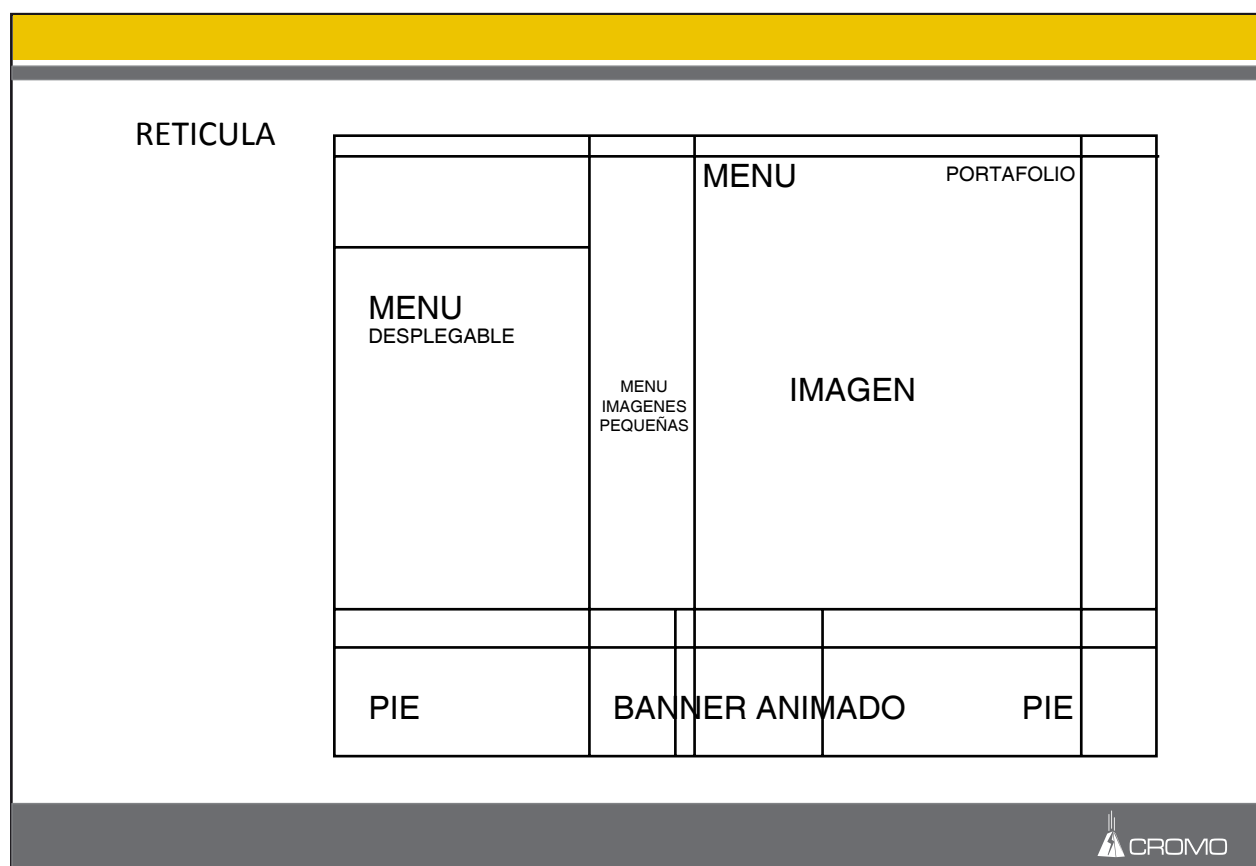 RETICULA
MENU
PORTAFOLIO
MENU
DESPLEGABLE
MENU
IMAGENES
PEQUEÑAS
IMAGEN
PIE
BANNER ANIMADO
PIE
CROMO